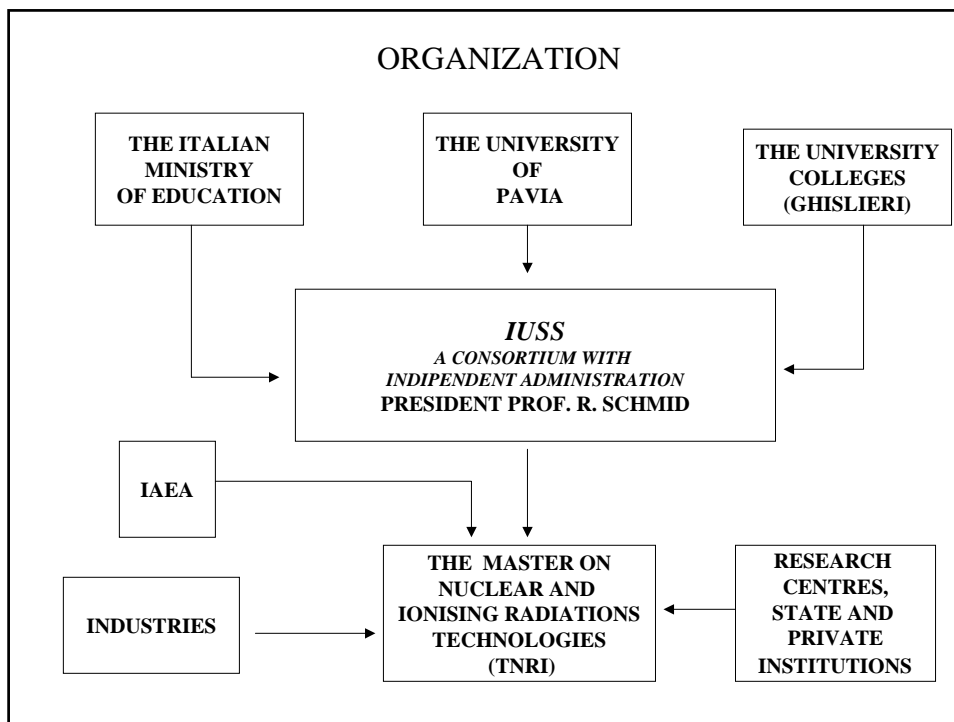 ORGANIZATION
THE ITALIAN
MINISTRY
OF EDUCATION
THE UNIVERSITY
OF
PAVIA
THE UNIVERSITY
COLLEGES
(GHISLIERI)
IUSS
A CONSORTIUM WITH
INDIPENDENT ADMINISTRATION
PRESIDENT PROF. R. SCHMID
IAEA
INDUSTRIES
THE MASTER ON
NUCLEAR AND
IONISING RADIATIONS
TECHNOLOGIES
(TNRI)
RESEARCH
CENTRES,
STATE AND
PRIVATE
INSTITUTIONS